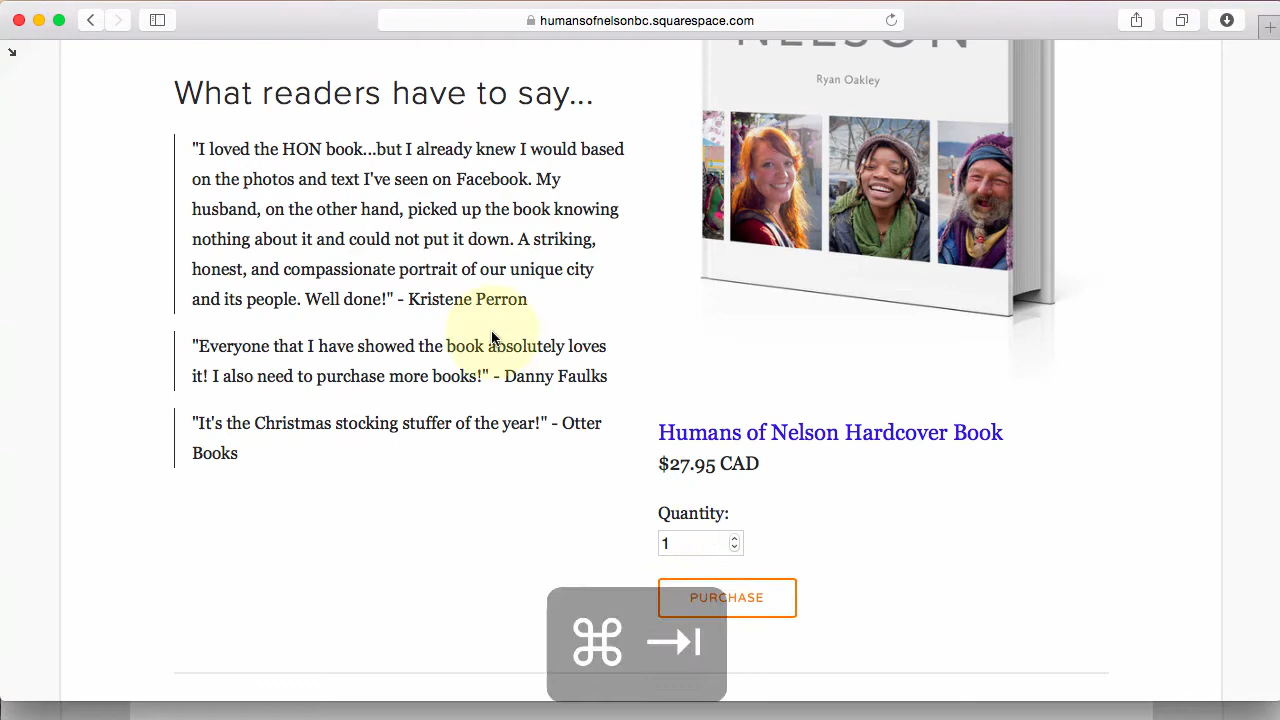 humansofnelsonbc.squarespace.com
NELSON
Ryan Oakley
What readers have to say...
"I loved the HON book...but I already knew I would based
on the photos and text I've seen on Facebook. My
husband, on the other hand, picked up the book knowing
nothing about it and could not put it down. A striking,
honest, and compassionate portrait of our unique city
and its people. Well done!" - Kristene Perron
"Everyone that I have showed the book absolutely loves
it! I also need to purchase more books!" - Danny Faulks
"It's the Christmas stocking stuffer of the year!" - Otter
Books
Humans of Nelson Hardcover Book
$27.95 CAD
Quantity:
1
PURCHASE